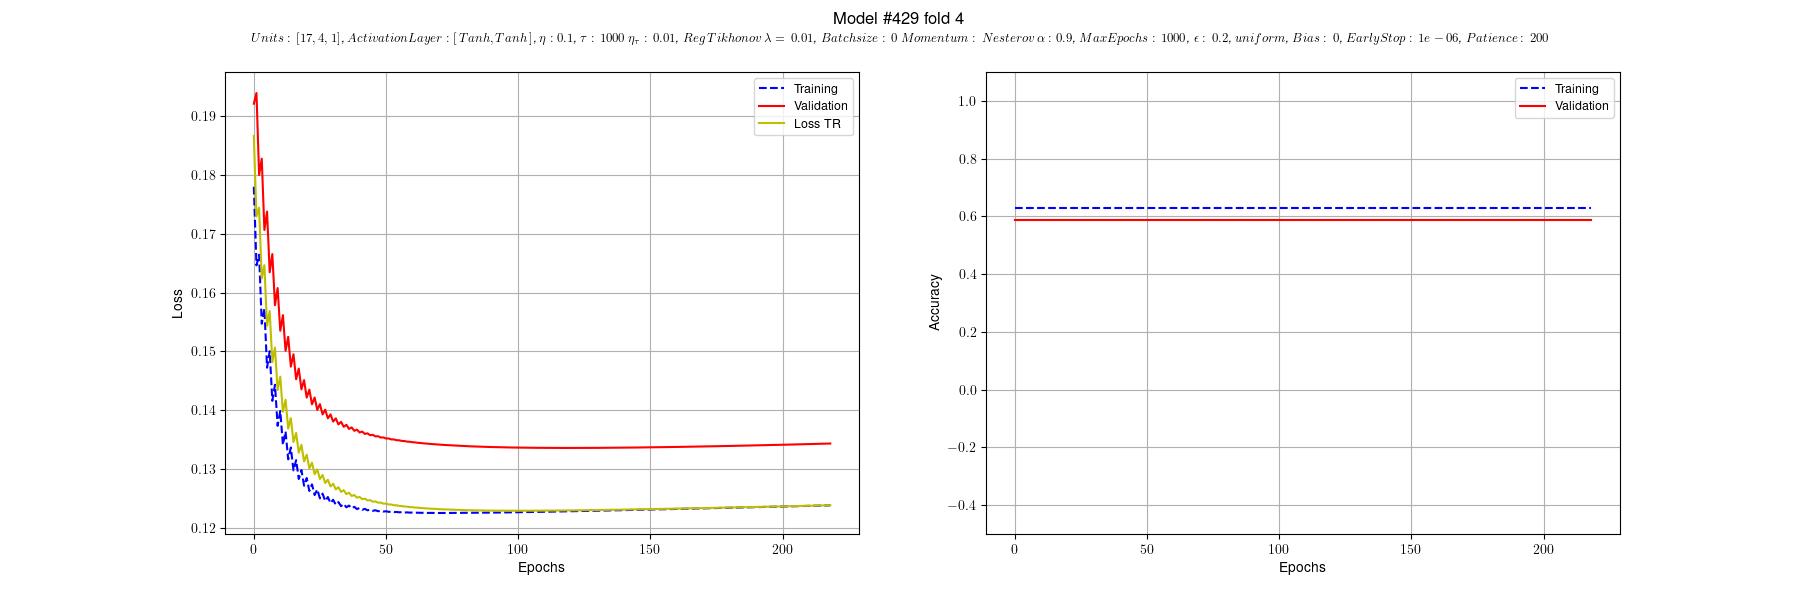 Model #429 fold 4
Units : [17, 4, 1], ActivationLayer : [Tanh, Tanh], η : 0.1, τ : 1000 ητ : 0.01, RegTikhonov λ = 0.01, Batchsize : 0 Momentum : Nesterov α : 0.9, MaxEpochs : 1000, ϵ : 0.2, uniform, Bias : 0, EarlyStop : 1e − 06, Patience : 200
Training
Validation
Loss TR
0.19
0.18
0.17
0.16
0.15
0.14
0.13
0.12
Loss
0 50 100 150 200
Epochs
Training
Validation
1.0
0.8
0.6
0.4
0.2
0.0
−0.2
−0.4
Accuracy
0 50 100 150 200
Epochs